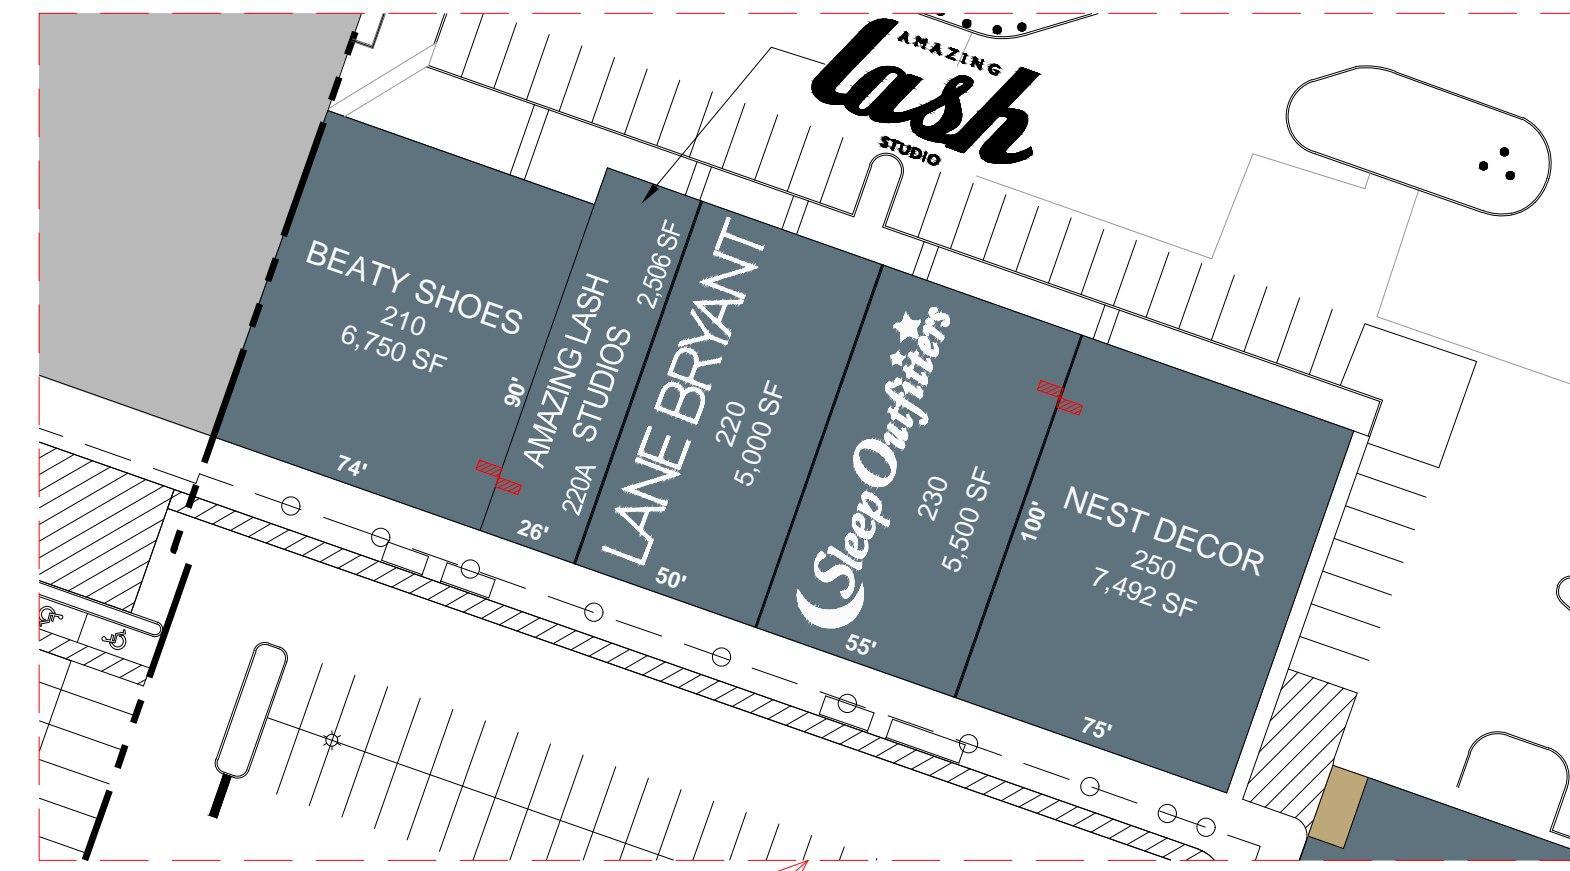 AMAZING
lash
STUDIO
BEATY SHOES
210
6,750 SF
90'
74'
AMAZING LASH
STUDIOS
220A
2,506 SF
26'
LANE BRYANT
220
5,000 SF
50'
Sleep Outfitters
230
5,500 SF
55'
100'
NEST DECOR
250
7,492 SF
75'